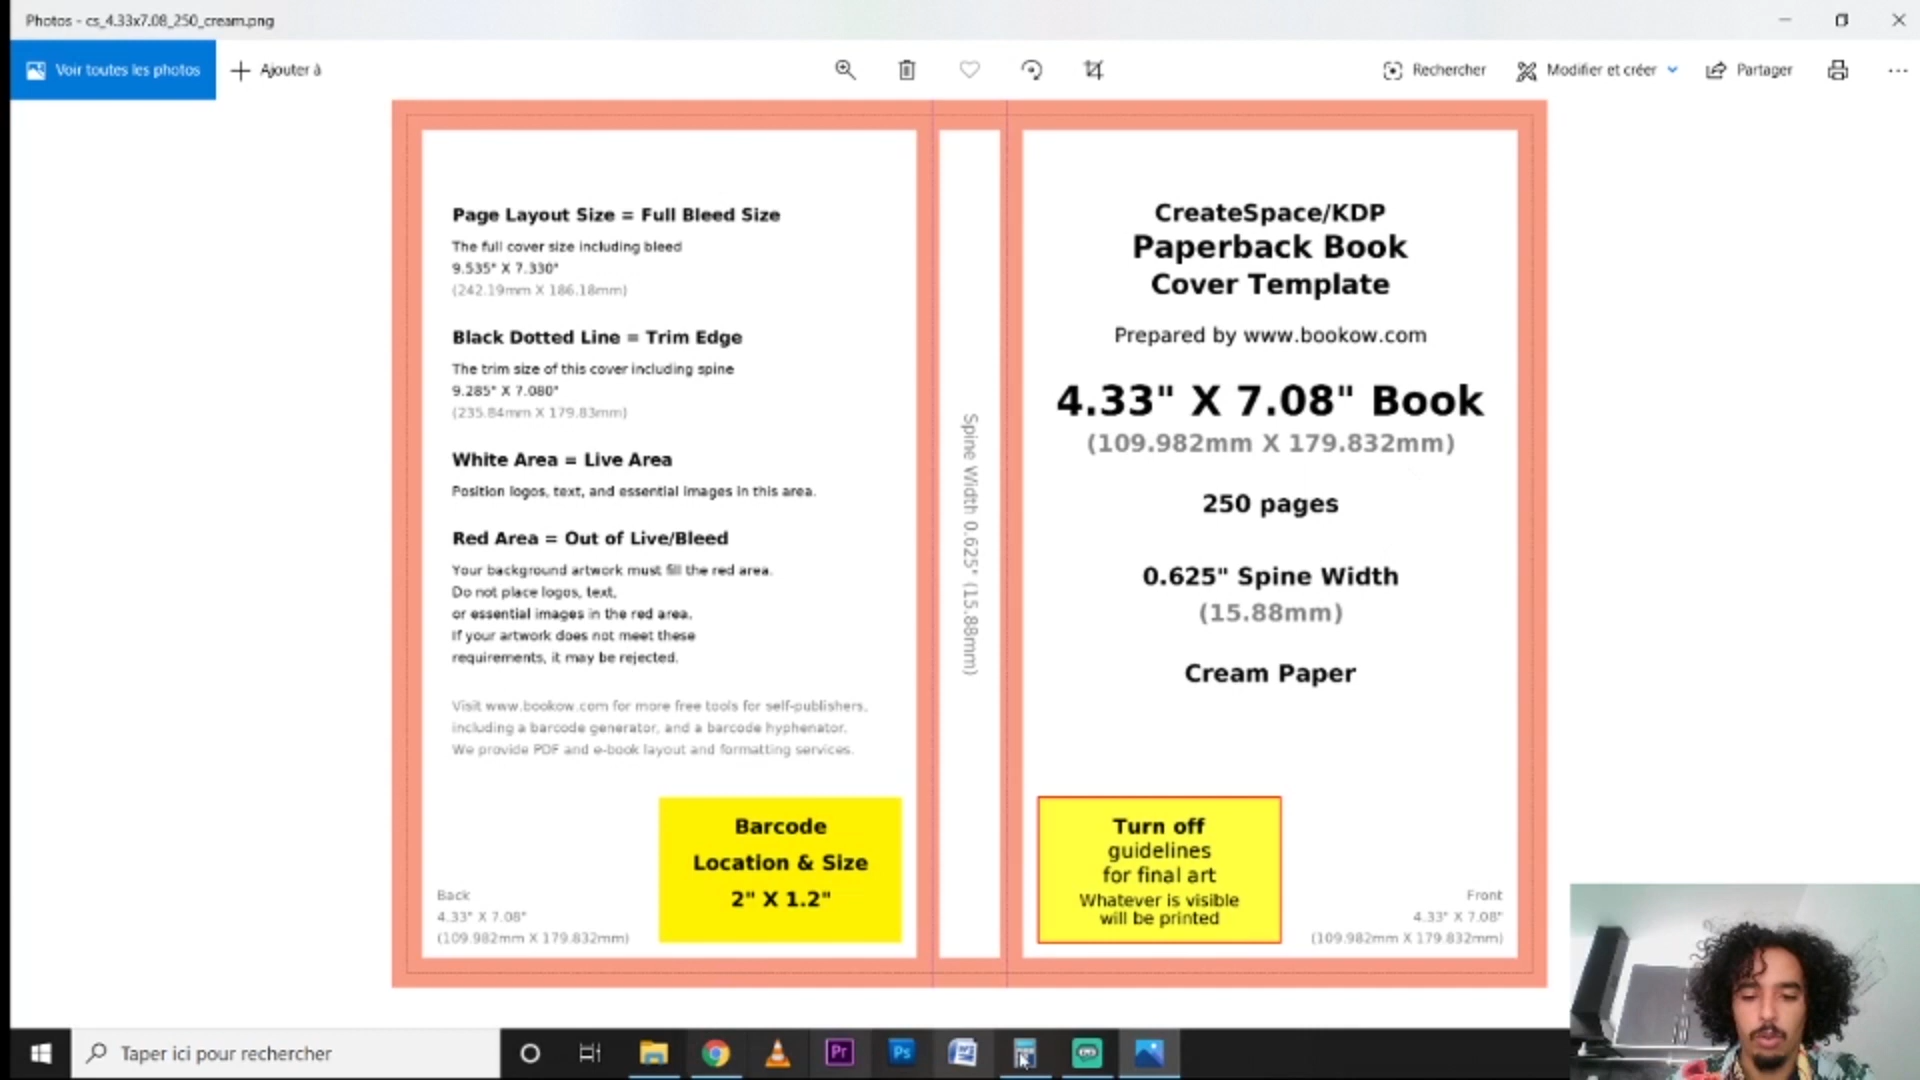 Photos - cs_4.33x7.08_250_cream.png
Voir toutes les photos
Ajouter à
Rechercher
Modifier et créer
Partager
Page Layout Size = Full Bleed Size
The full cover size including bleed
9.535" X 7.330"
(242.19mm X 186.18mm)
Black Dotted Line = Trim Edge
The trim size of this cover including spine
9.285" X 7.080"
(235.84mm X 179.83mm)
White Area = Live Area
Position logos, text, and essential images in this area.
Red Area = Out of Live/Bleed
Your background artwork must fill the red area.
Do not place logos, text,
or essential images in the red area.
If your artwork does not meet these
requirements, it may be rejected.
Visit www.bookow.com for more free tools for self-publishers,
including a barcode generator, and a barcode hyphenator.
We provide PDF and e-book layout and formatting services.
Barcode
Location & Size
2" X 1.2"
Back
4.33" X 7.08"
(109.982mm X 179.832mm)
Spine Width 0.625" (15.88mm)
CreateSpace/KDP
Paperback Book
Cover Template
Prepared by www.bookow.com
4.33" X 7.08" Book
(109.982mm X 179.832mm)
250 pages
0.625" Spine Width
(15.88mm)
Cream Paper
Turn off
guidelines
for final art
Whatever is visible
will be printed
Front
4.33" X 7.08"
(109.982mm X 179.832mm)
Taper ici pour rechercher
Pr
Ps